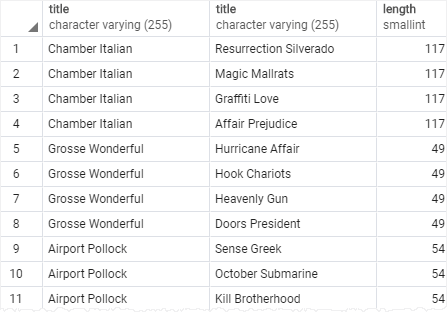 title title length
character varying (255) character varying (255) smallint
1 Chamber Italian Resurrection Silverado 117
2 Chamber Italian Magic Mallrats 117
3 Chamber Italian Graffiti Love 117
4 Chamber Italian Affair Prejudice 117
5 Grosse Wonderful Hurricane Affair 49
6 Grosse Wonderful Hook Chariots 49
7 Grosse Wonderful Heavenly Gun 49
8 Grosse Wonderful Doors President 49
9 Airport Pollock Sense Greek 54
10 Airport Pollock October Submarine 54
11 Airport Pollock Kill Brotherhood 54